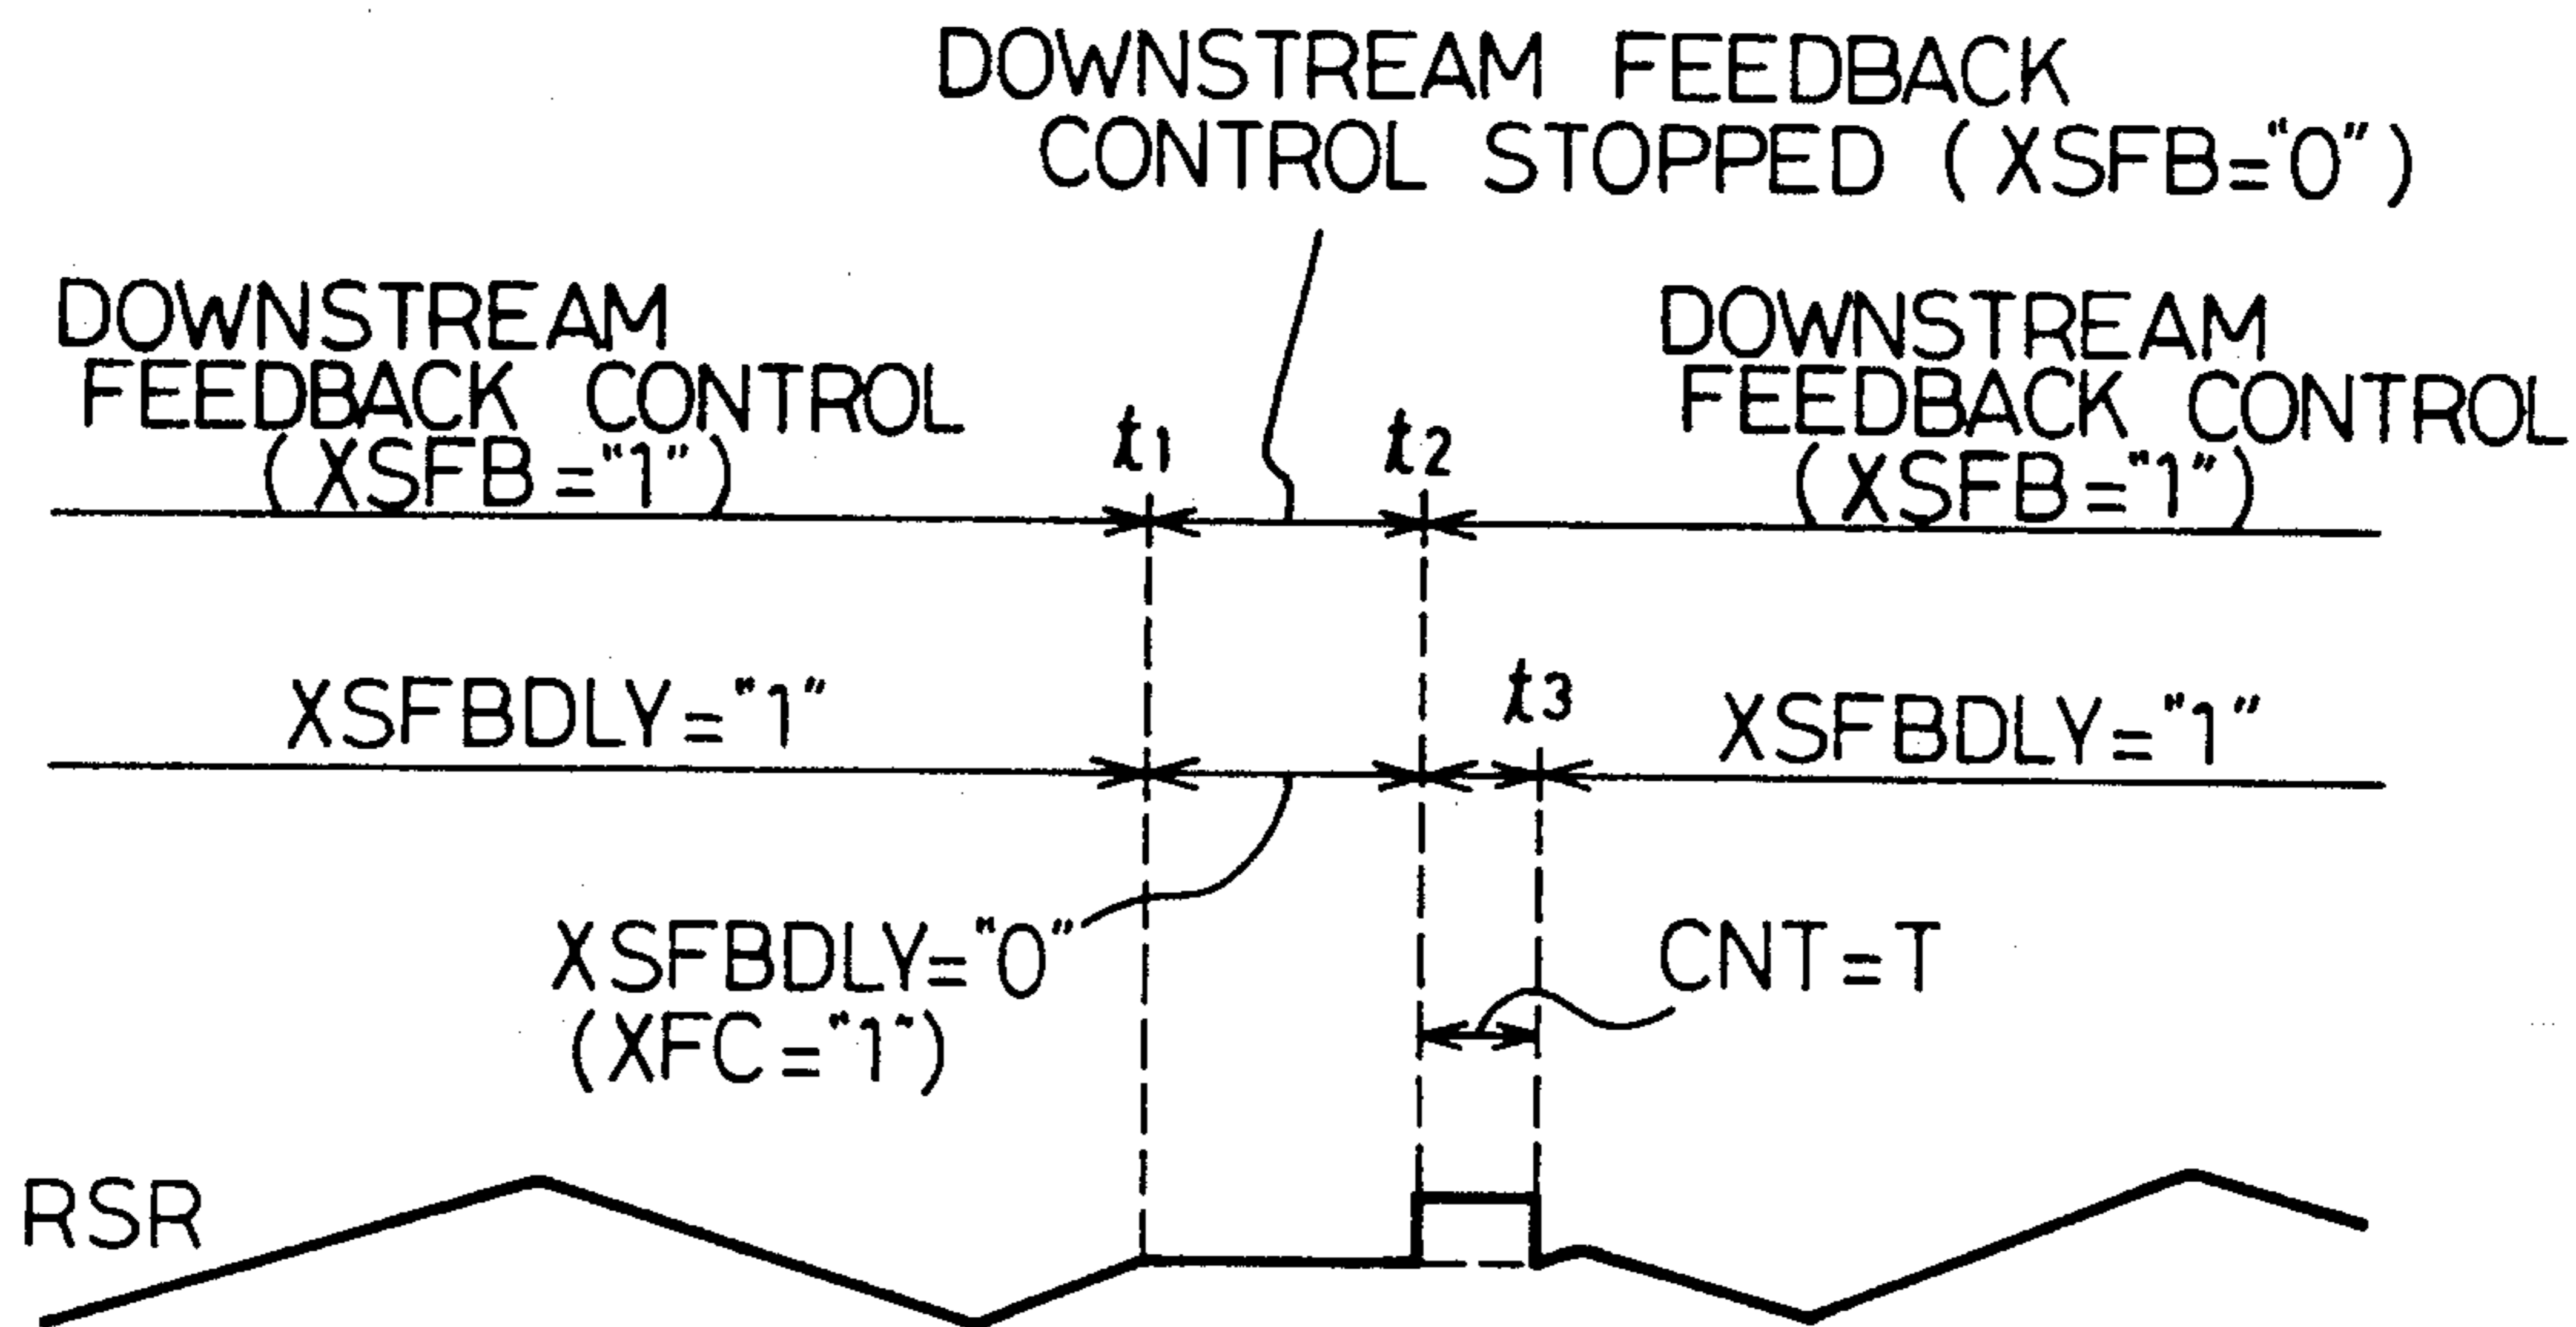 DOWNSTREAM FEEDBACK
CONTROL STOPPED (XSFB="0")
DOWNSTREAM
FEEDBACK CONTROL
(XSFB="1")
t1
t2
DOWNSTREAM
FEEDBACK CONTROL
(XSFB="1")
XSFBDLY="1"
t3
XSFBDLY="1"
XSFBDLY="0"
(XFC="1")
CNT=T
RSR